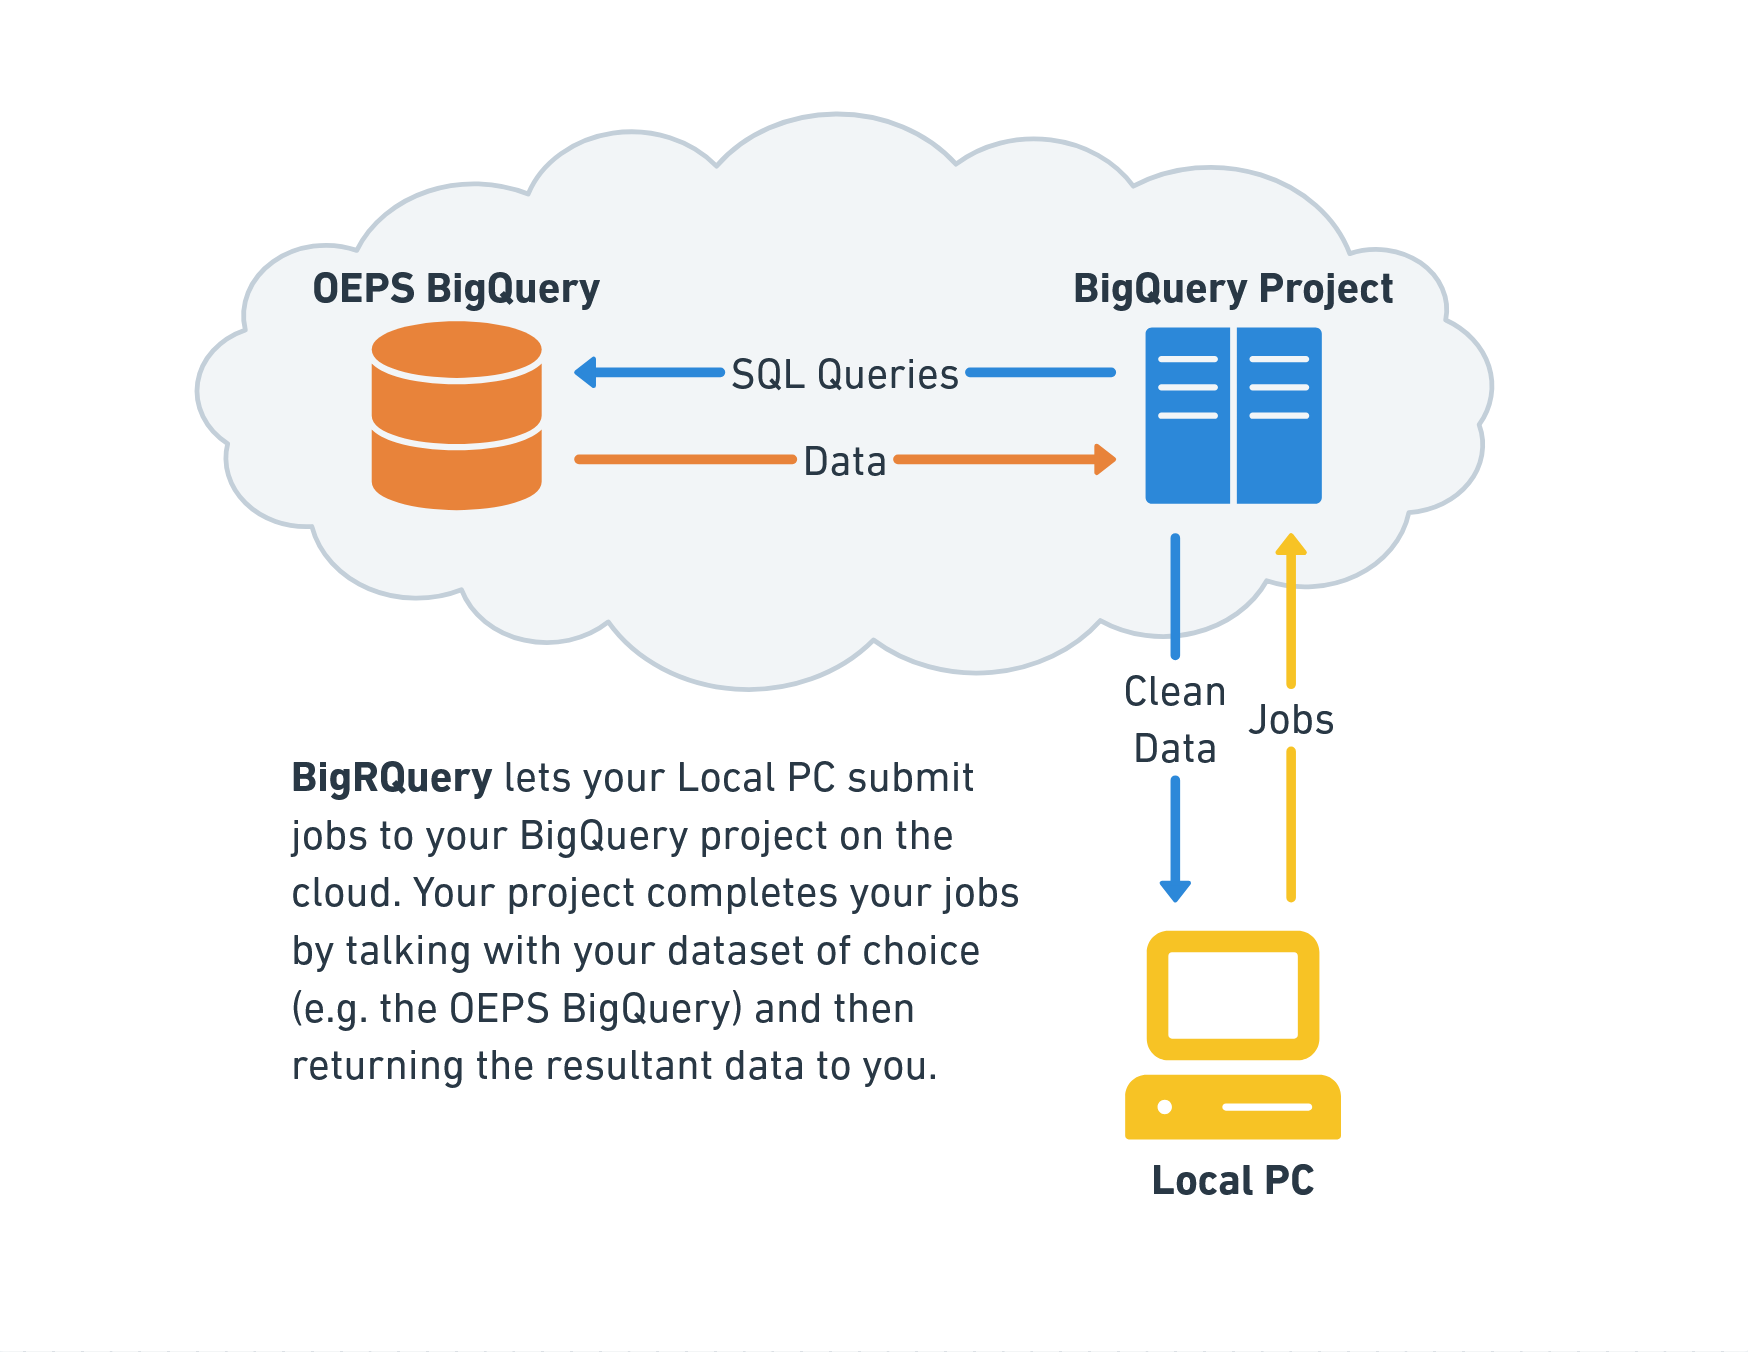 OEPS BigQuery
BigQuery Project
SQL Queries
Data
Clean
Data
Jobs
BigRQuery lets your Local PC submit
jobs to your BigQuery project on the
cloud. Your project completes your jobs
by talking with your dataset of choice
(e.g. the OEPS BigQuery) and then
returning the resultant data to you.
Local PC